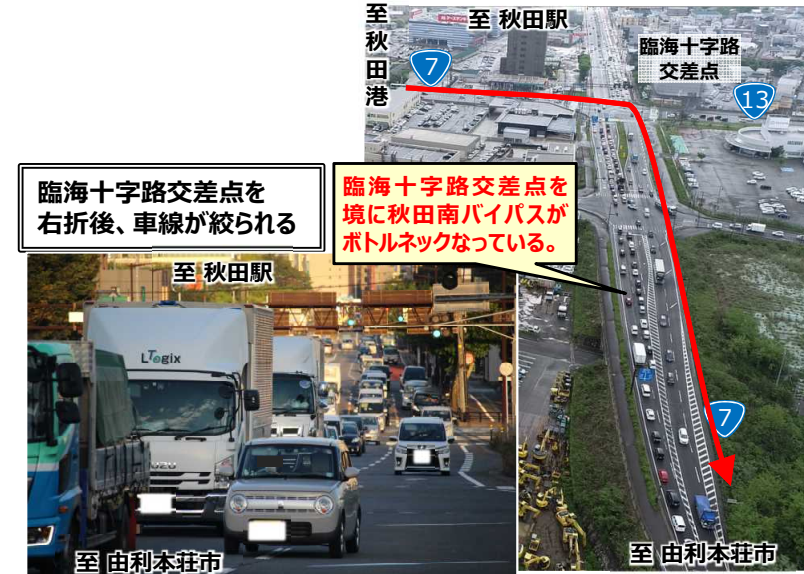 至 秋田港
至 秋田駅
7
臨海十字路
交差点
13
臨海十字路交差点を
右折後、車線が絞られる
臨海十字路交差点を
境に秋田南バイパスが
ボトルネックなっている。
至 秋田駅
LTogix
7
至 由利本荘市
至 由利本荘市